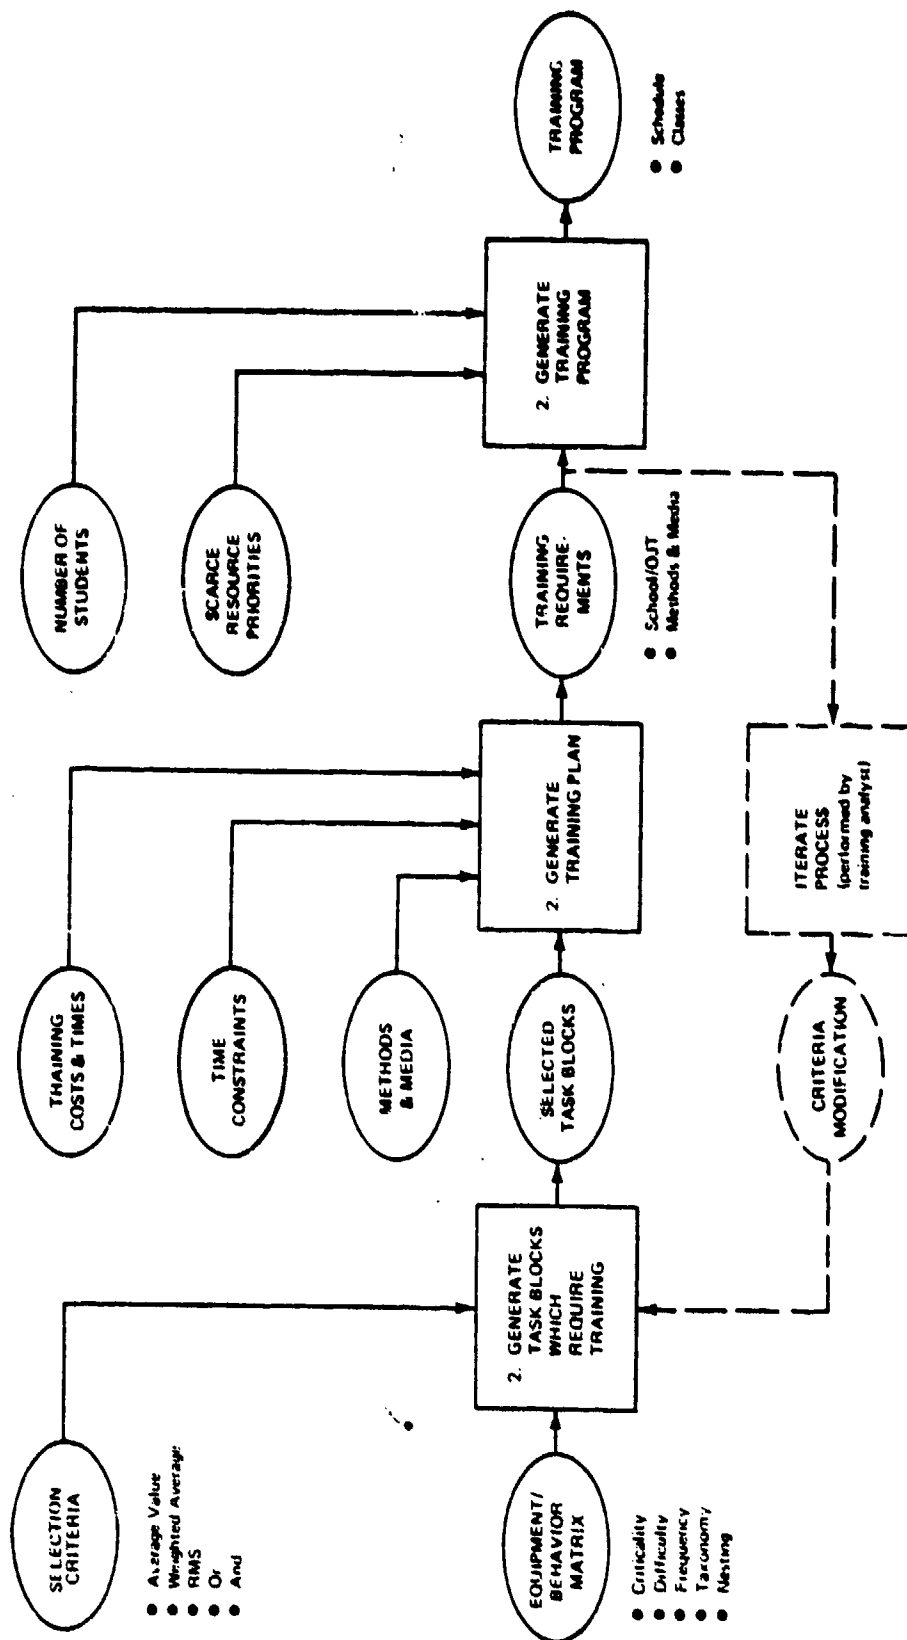 SELECTION
CRITERIA
● Average Value
● Weighted Average
● RMS
● Or
● And
EQUIPMENT/
BEHAVIOR
MATRIX
● Criticality
● Difficulty
● Frequency
● Taxonomy
● Nesting
2. GENERATE
TASK BLOCKS
WHICH
REQUIRE
TRAINING
THAINING
COSTS & TIMES
TIME
CONSTRAINTS
METHODS
& MEDIA
SELECTED
TASK BLOCKS
CRITERIA
MODIFICATION
2. GENERATE
TRAINING PLAN
ITERATE
PROCESS
(performed by
training analyst)
NUMBER OF
STUDENTS
SCARCE
RESOURCE
PRIORITIES
TRAINING
REQUIRE-
MENTS
● School/OJT
● Methods & Media
2. GENERATE
TRAINING
PROGRAM
TRAINING
PROGRAM
● Schedule
● Classes